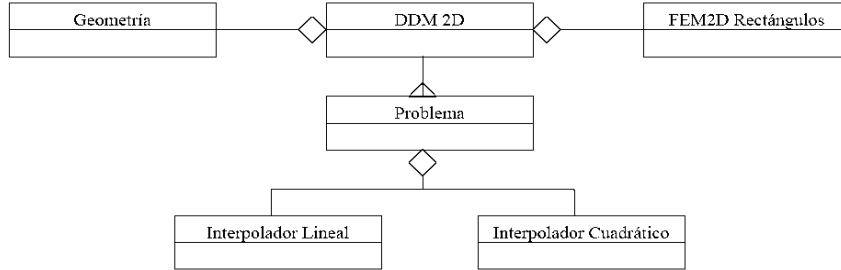 Geometría
DDM 2D
FEM2D Rectángulos
Problema
Interpolador Lineal
Interpolador Cuadrático